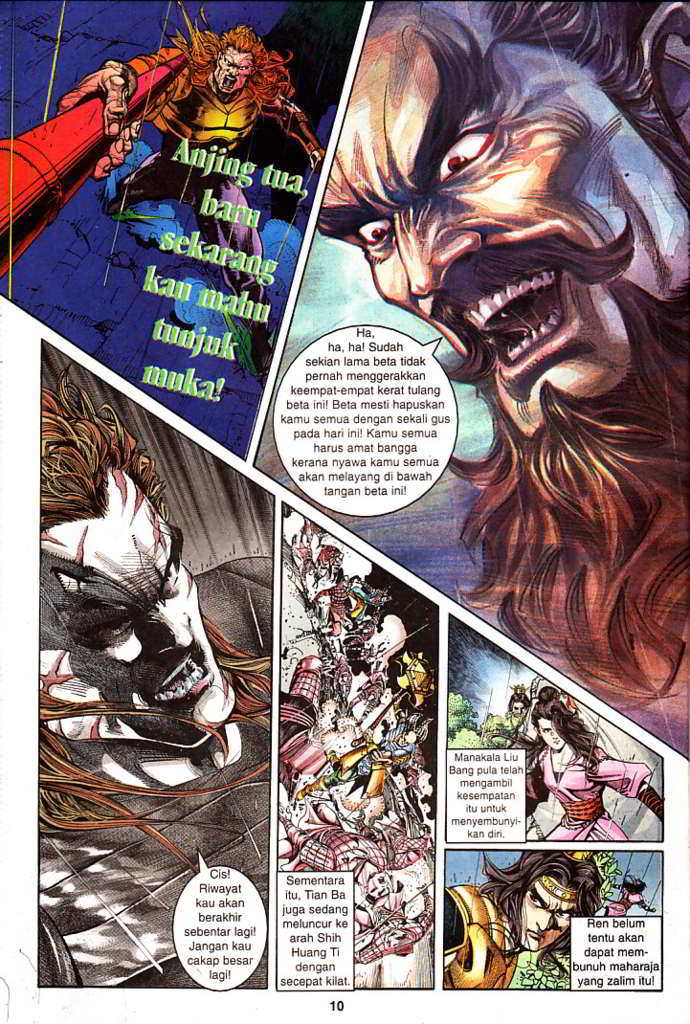 Anjing tua,
baru
sekarang
kau mahu
tunjuk
muka!
Ha,
ha, ha! Sudah
sekian lama beta tidak
pernah menggerakkan
keempat-empat kerat tulang
beta ini! Beta mesti hapuskan
kamu semua dengan sekali gus
pada hari ini! Kamu semua
harus amat bangga
kerana nyawa kamu semua
akan melayang di bawah
tangan beta ini!
Cis!
Riwayat
kau akan
berakhir
sebentar lagi!
Jangan kau
cakap besar
lagi!
Sementara
itu, Tian Ba
juga sedang
meluncur ke
arah Shih
Huang Ti
dengan
secepat kilat.
Manakala Liu
Bang pula telah
mengambil
kesempatan
itu untuk
menyembunyi-
kan diri.
Ren belum
tentu akan
dapat mem-
bunuh maharaja
yang zalim itu!
10